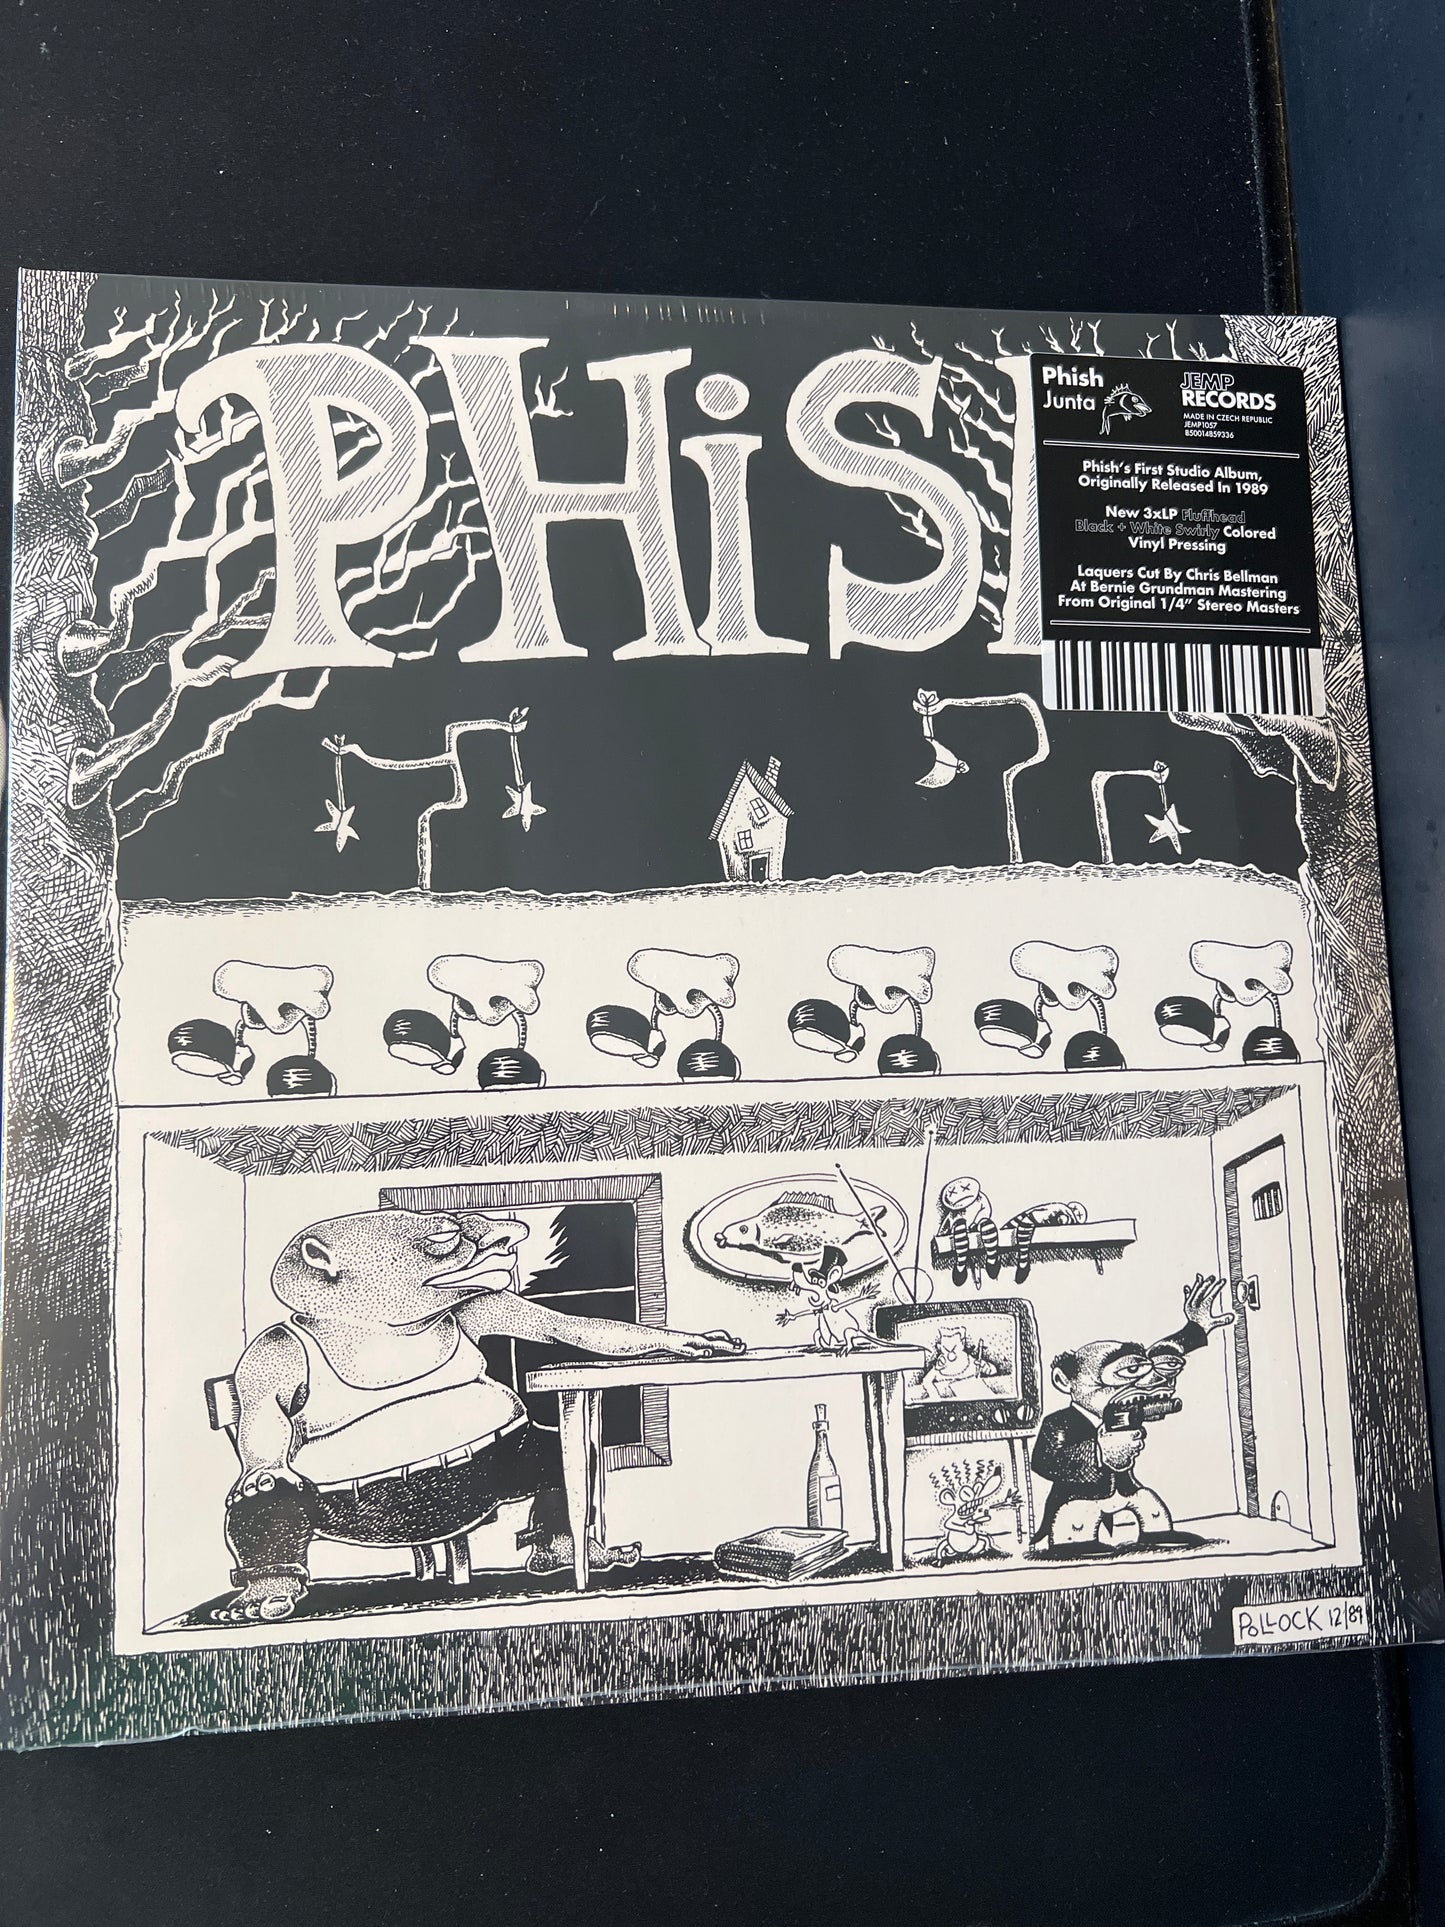 PHiS
Phish
Junta
JEMP
RECORDS
MADE IN CZECH REPUBLIC
JEMP1057
850014859336
Phish's First Studio Album,
Originally Released In 1989
New 3xLP Fluffhead
Black + White Swirly Colored
Vinyl Pressing
Laquers Cut By Chris Bellman
At Bernie Grundman Mastering
From Original 1/4" Stereo Masters
POLLOCK 12/89